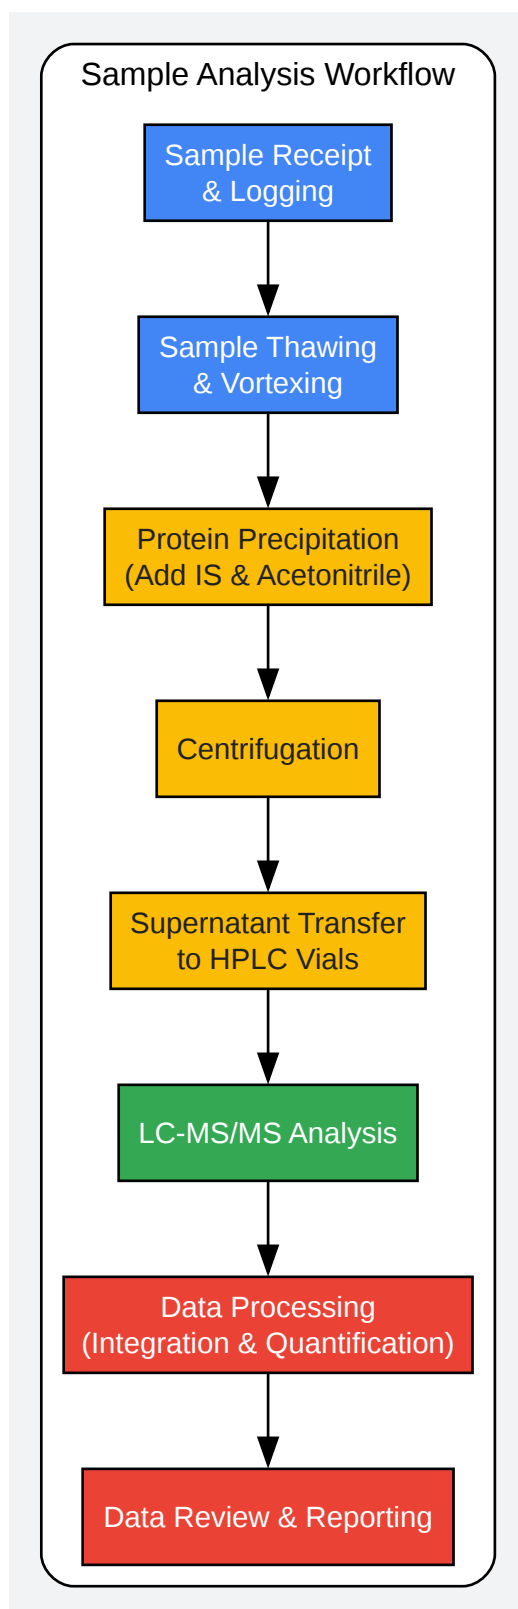 Sample Analysis Workflow
Sample Receipt
& Logging
Sample Thawing
& Vortexing
Protein Precipitation
(Add IS & Acetonitrile)
Centrifugation
Supernatant Transfer
to HPLC Vials
LC-MS/MS Analysis
Data Processing
(Integration & Quantification)
Data Review & Reporting